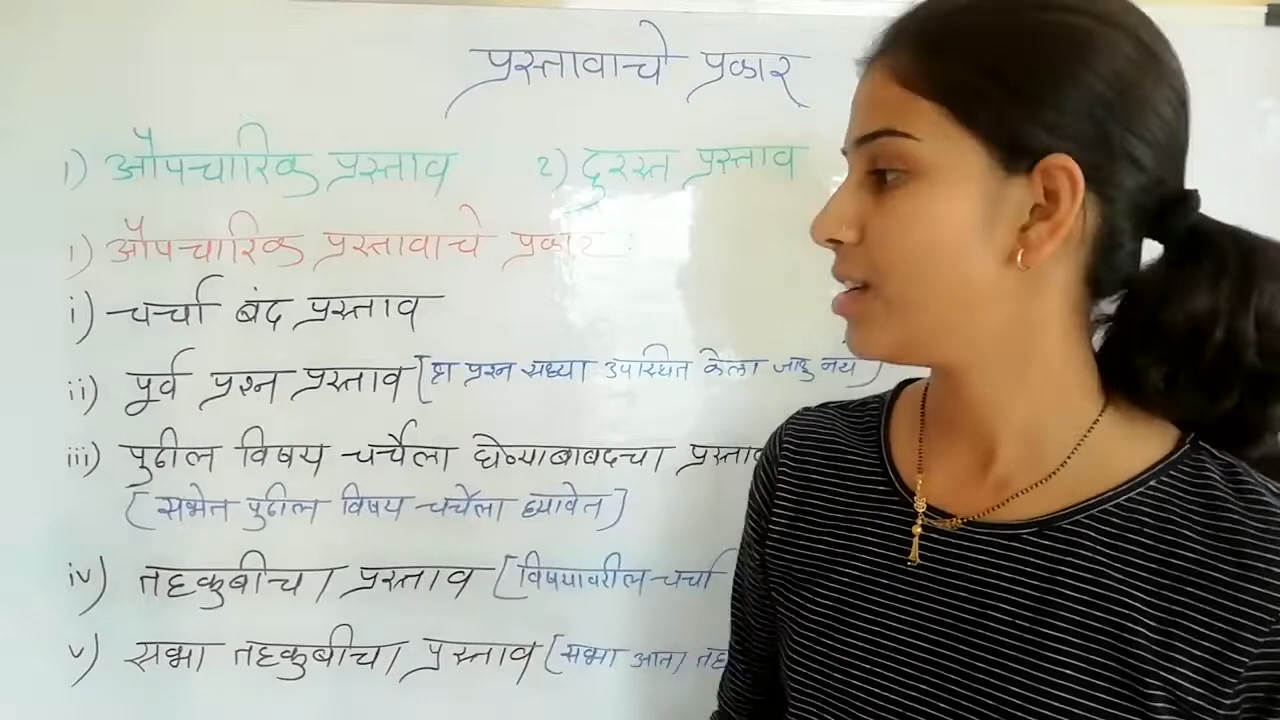 प्रस्तावाचे प्रकार
1) औपचारिक प्रस्ताव 2) दुरस्त प्रस्ताव
1) औपचारिक प्रस्तावाचे प्रकार :
i) चर्चा बंद प्रस्ताव
ii) पूर्व प्रश्न प्रस्ताव (हा प्रश्न सध्या उपस्थित केला जाऊ नये)
iii) पुढील विषय चर्चेला घेण्याबाबदचा प्रस्ताव
(सभेत पुढील विषय चर्चेला घ्यावेत)
iv) तहकुबीचा प्रस्ताव (विषयावरील चर्चा
v) सभा तहकुबीचा प्रस्ताव (सभा आता तह